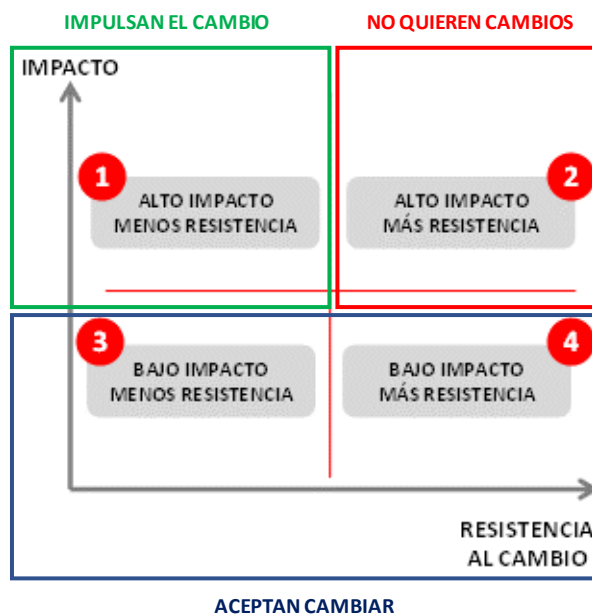 IMPULSAN EL CAMBIO
NO QUIEREN CAMBIOS
IMPACTO
1
ALTO IMPACTO
MENOS RESISTENCIA
2
ALTO IMPACTO
MÁS RESISTENCIA
3
BAJO IMPACTO
MENOS RESISTENCIA
4
BAJO IMPACTO
MÁS RESISTENCIA
RESISTENCIA
AL CAMBIO
ACEPTAN CAMBIAR